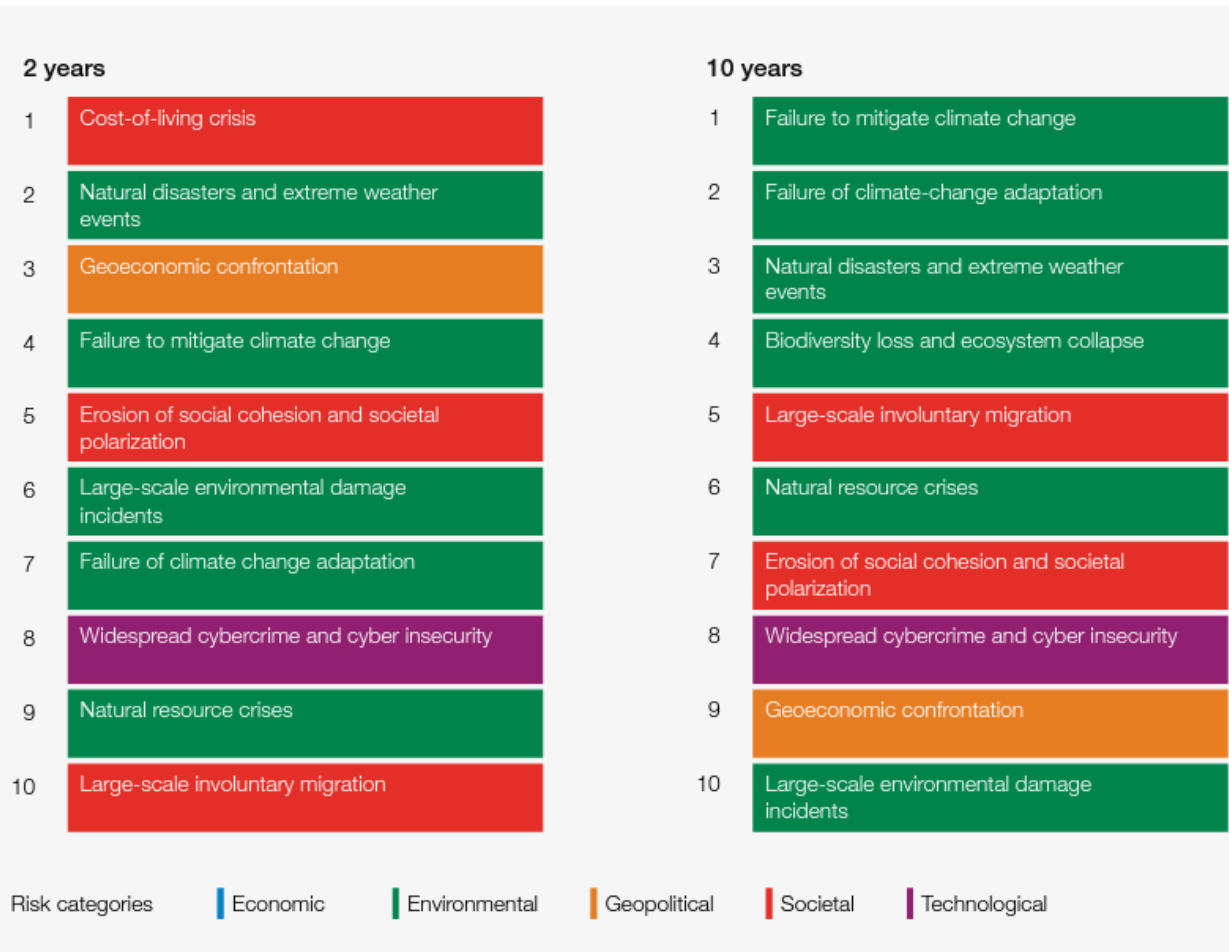 2 years
1
Cost-of-living crisis
2
Natural disasters and extreme weather
events
3
Geoeconomic confrontation
4
Failure to mitigate climate change
5
Erosion of social cohesion and societal
polarization
6
Large-scale environmental damage
incidents
7
Failure of climate change adaptation
8
Widespread cybercrime and cyber insecurity
9
Natural resource crises
10
Large-scale involuntary migration
10 years
1
Failure to mitigate climate change
2
Failure of climate-change adaptation
3
Natural disasters and extreme weather
events
4
Biodiversity loss and ecosystem collapse
5
Large-scale involuntary migration
6
Natural resource crises
7
Erosion of social cohesion and societal
polarization
8
Widespread cybercrime and cyber insecurity
9
Geoeconomic confrontation
10
Large-scale environmental damage
incidents
Risk categories
Economic
Environmental
Geopolitical
Societal
Technological